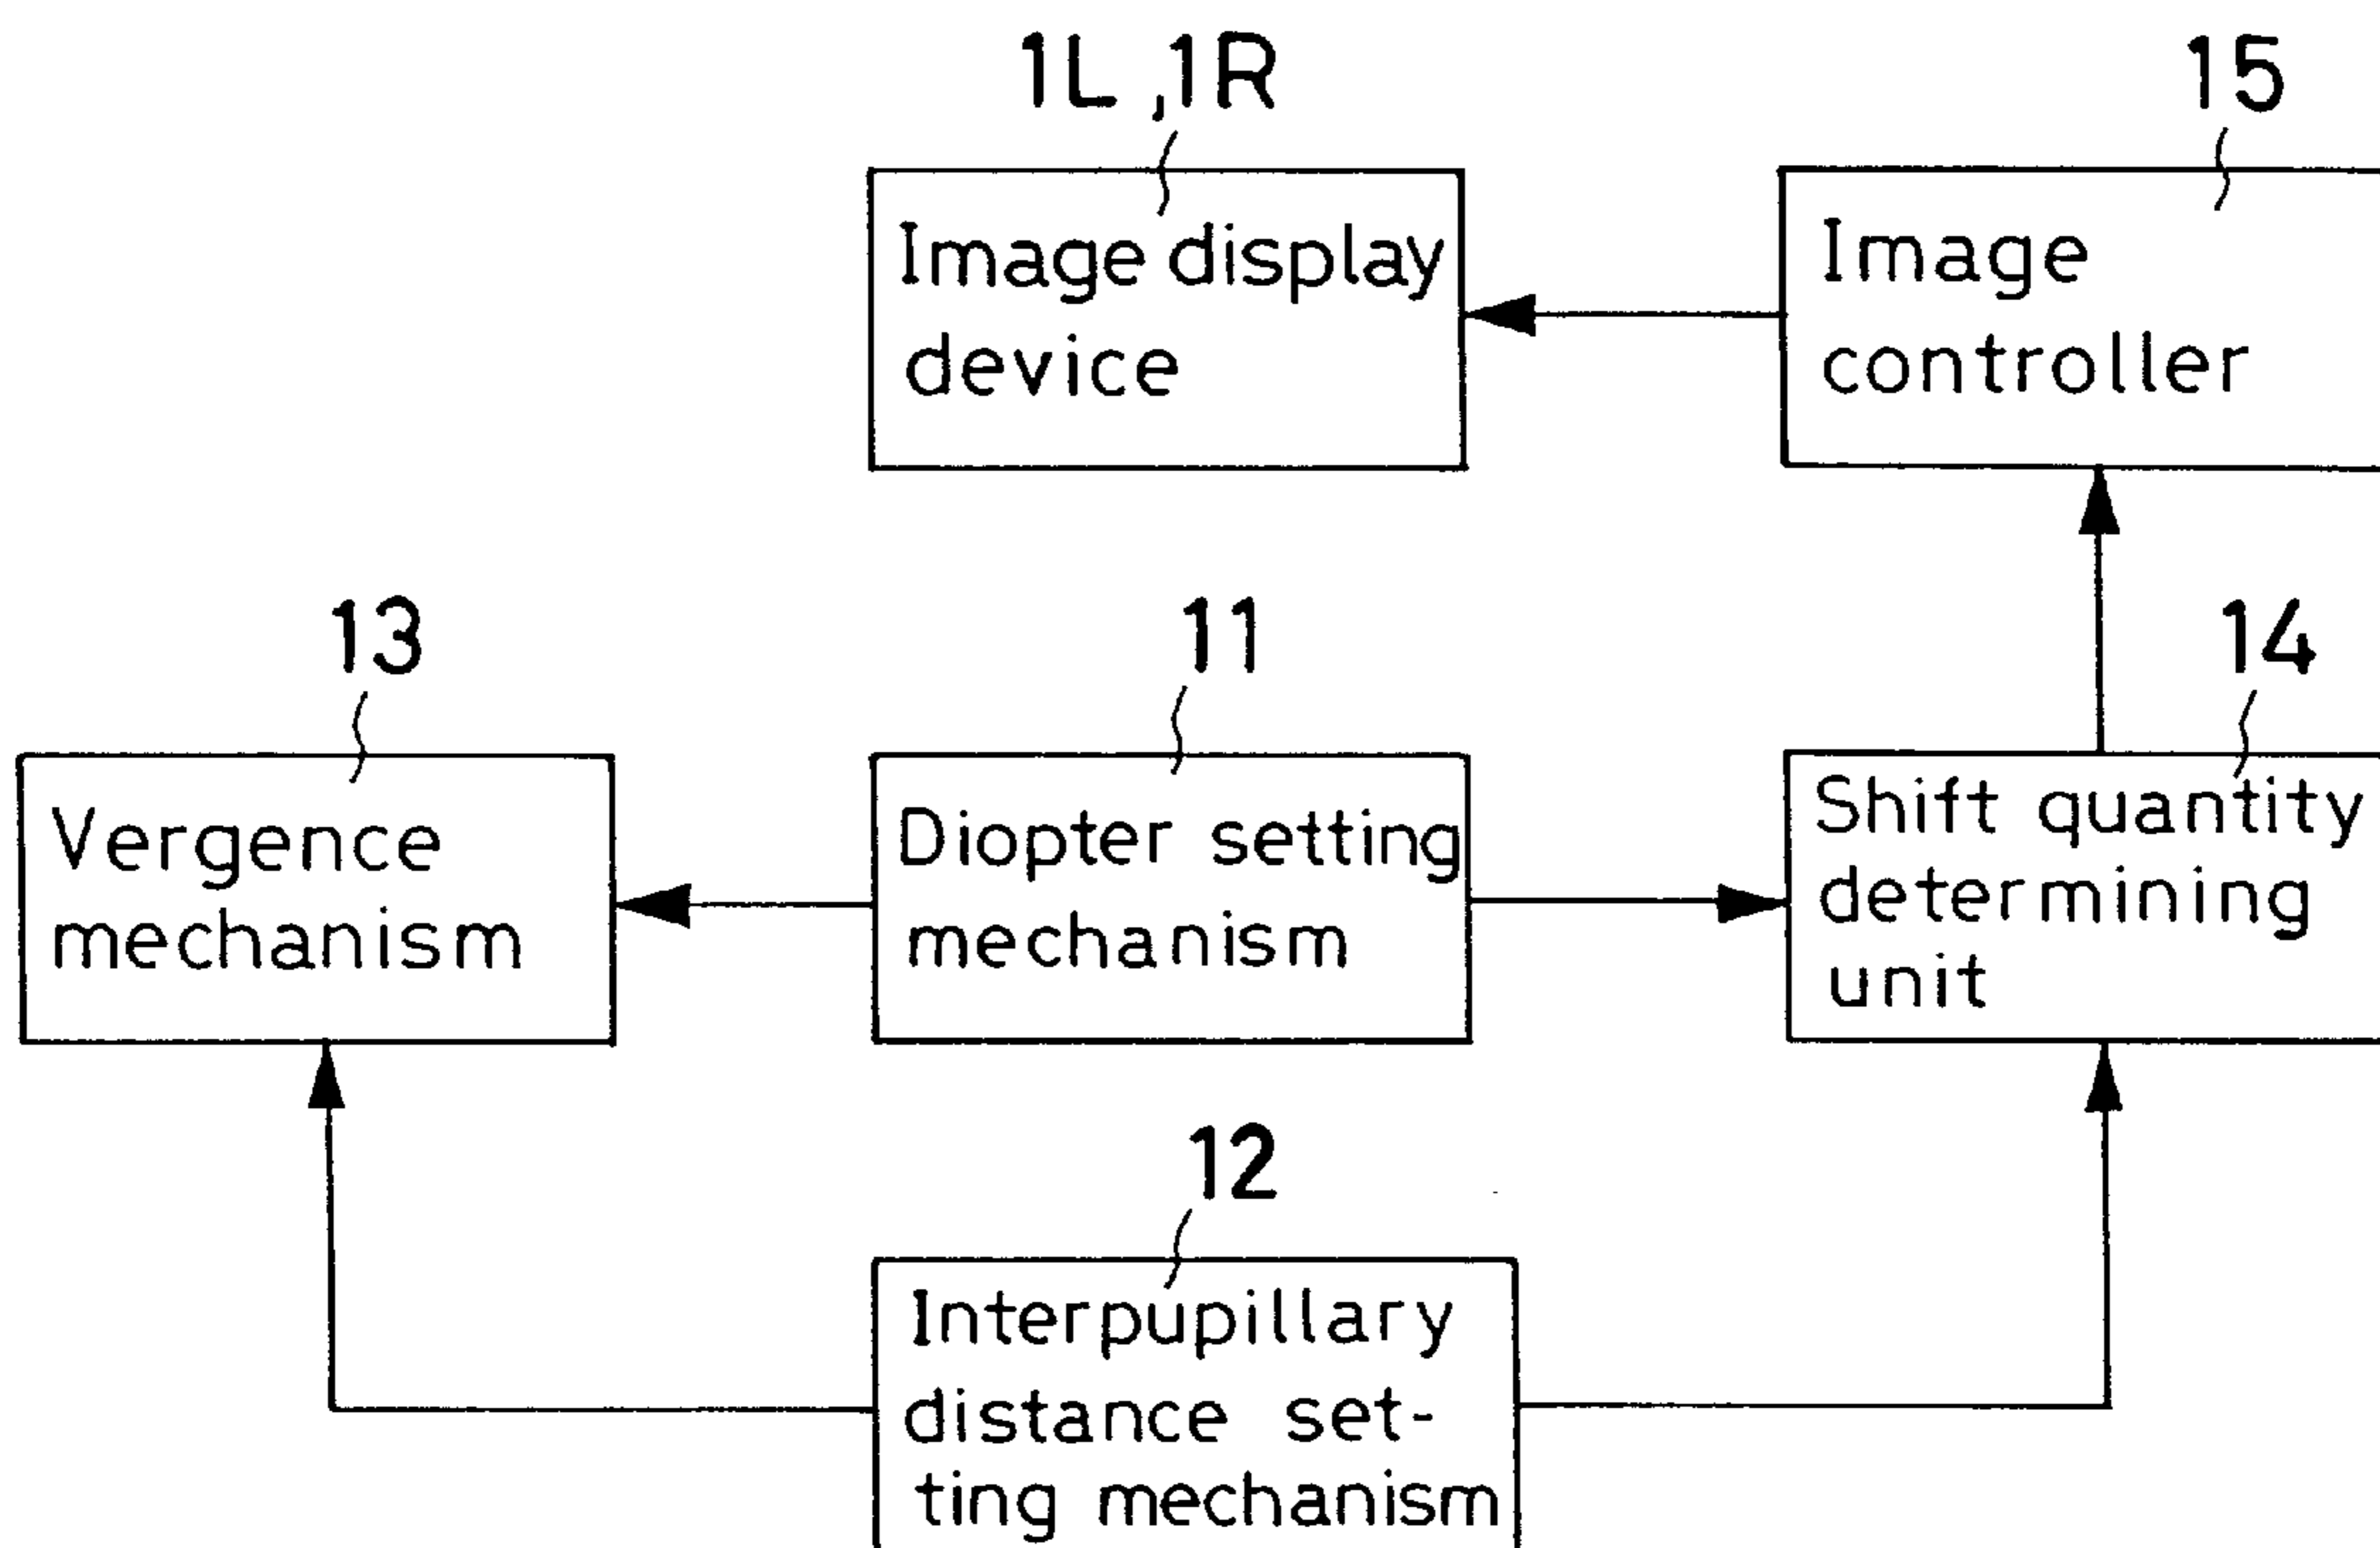 1L,1R
15
Image display
device
Image
controller
13
11
14
Vergence
mechanism
Diopter setting
mechanism
Shift quantity
determining
unit
12
Interpupillary
distance set-
ting mechanism